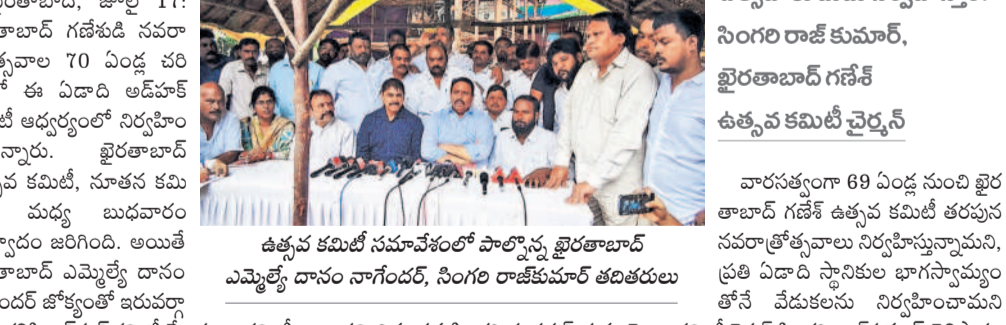 జూలై 17:
తాబాద్ గణేశుడి నవరా
త్సవాల 70 ఏండ్ల చరి
ఈ ఏడాది అడ్‌హక్
టీ ఆధ్వర్యంలో నిర్వహిం
న్నారు. ఖైరతాబాద్
వ కమిటీ, నూతన కమి
మధ్య బుధవారం
వాదం జరిగింది. అయితే
తాబాద్ ఎమ్మెల్యే దానం
ందర్ జోక్యంతో ఇరువర్గా
ఉత్సవ కమిటీ సమావేశంలో పాల్గొన్న ఖైరతాబాద్
ఎమ్మెల్యే దానం నాగేందర్, సింగరి రాజ్‌కుమార్ తదితరులు
సింగరి రాజ్ కుమార్,
ఖైరతాబాద్ గణేశ్
ఉత్సవ కమిటీ చైర్మన్
వారసత్వంగా 69 ఏండ్ల నుంచి ఖైర
తాబాద్ గణేశ్ ఉత్సవ కమిటీ తరపున
నవరాత్రోత్సవాలు నిర్వహిస్తున్నామని,
ప్రతి ఏడాది స్థానికుల భాగస్వామ్యం
తోనే వేడుకలను నిర్వహించామని